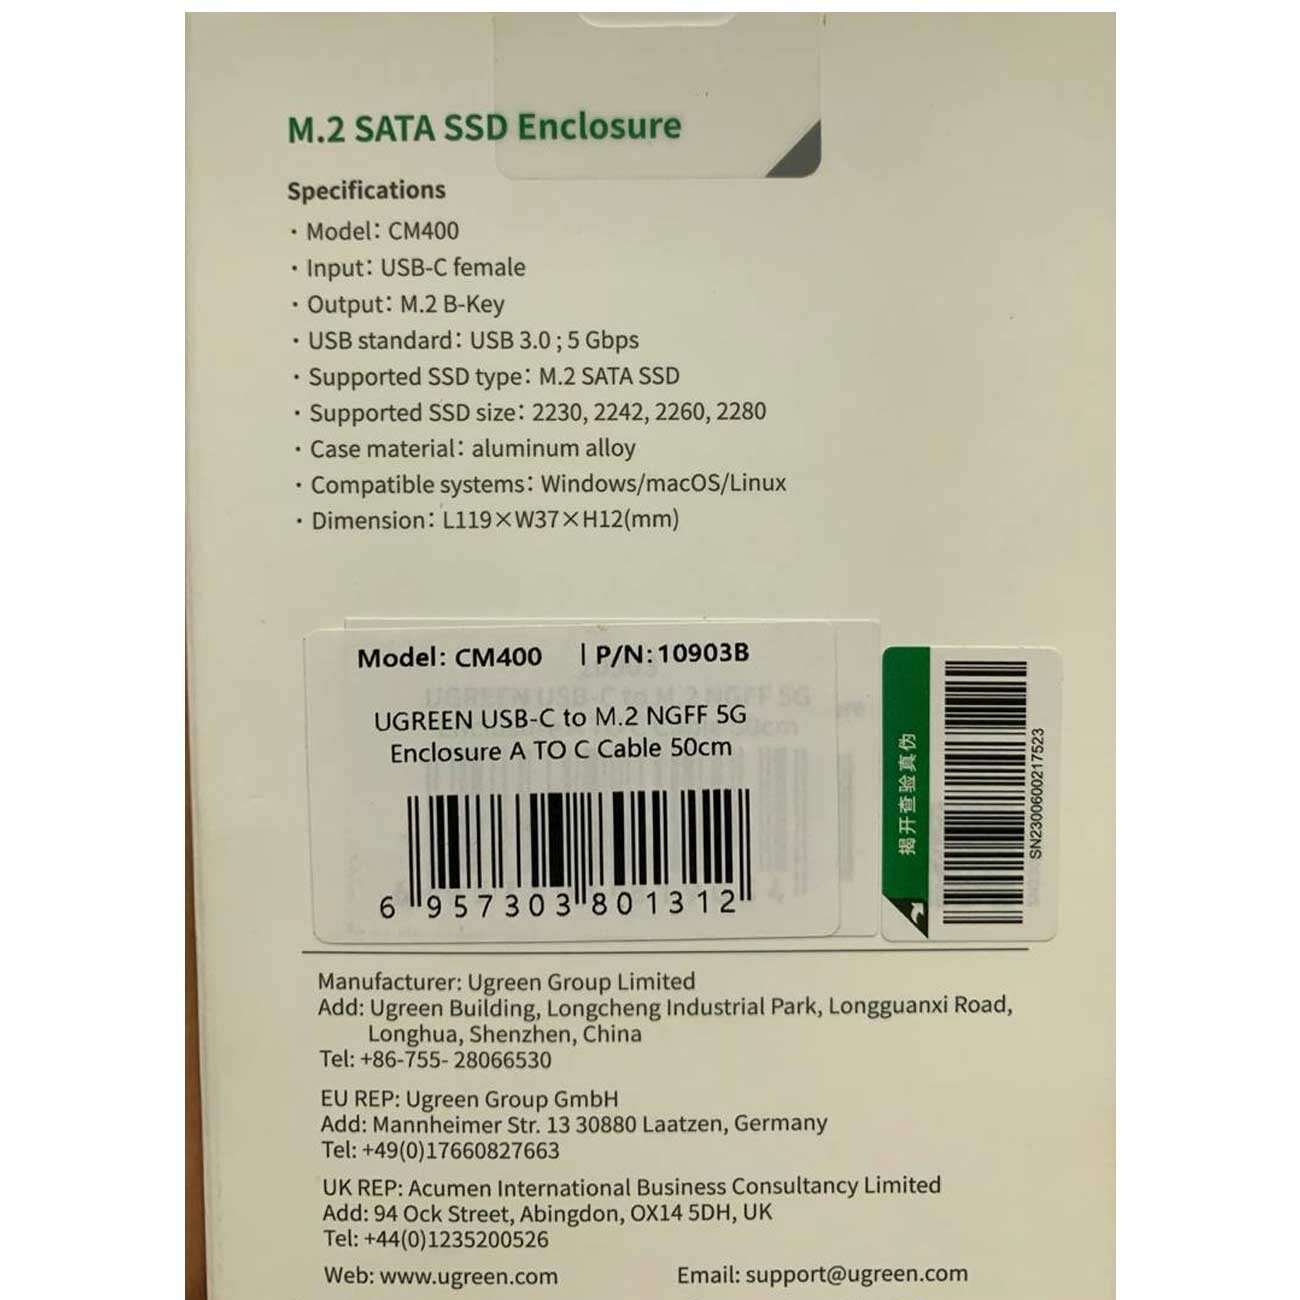 M.2 SATA SSD Enclosure
Specifications
· Model: CM400
· Input: USB-C female
· Output: M.2 B-Key
· USB standard: USB 3.0 ; 5 Gbps
· Supported SSD type: M.2 SATA SSD
· Supported SSD size: 2230, 2242, 2260, 2280
· Case material: aluminum alloy
· Compatible systems: Windows/macOS/Linux
· Dimension: L119×W37×H12(mm)
Model: CM400 | P/N: 10903B
UGREEN USB-C to M.2 NGFF 5G
Enclosure A TO C Cable 50cm
6 957303 801312
揭开查验真伪
SN2300600217523
Manufacturer: Ugreen Group Limited
Add: Ugreen Building, Longcheng Industrial Park, Longguanxi Road,
Longhua, Shenzhen, China
Tel: +86-755- 28066530
EU REP: Ugreen Group GmbH
Add: Mannheimer Str. 13 30880 Laatzen, Germany
Tel: +49(0)17660827663
UK REP: Acumen International Business Consultancy Limited
Add: 94 Ock Street, Abingdon, OX14 5DH, UK
Tel: +44(0)1235200526
Web: www.ugreen.com Email: support@ugreen.com